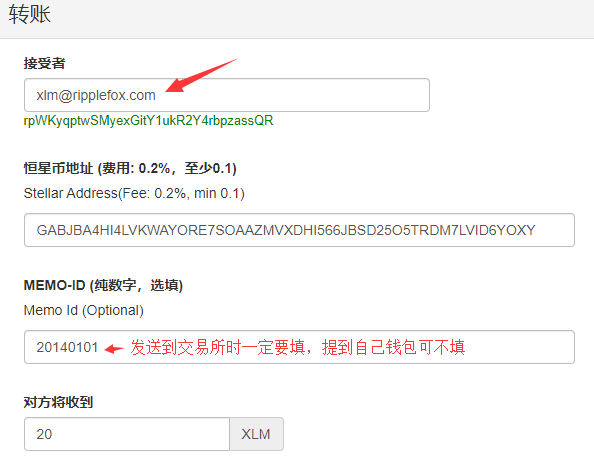 转账
接受者
xlm@ripplefox.com
rpWKyqptwSMyexGitY1ukR2Y4rbpzassQR
恒星币地址 (费用: 0.2%，至少0.1)
Stellar Address(Fee: 0.2%, min 0.1)
GABJBA4HI4LVKWAYORE7SOAAZMVXDHI566JBSD25O5TRDM7LVID6YOXY
MEMO-ID (纯数字，选填)
Memo Id (Optional)
20140101 发送到交易所时一定要填，提到自己钱包可不填
对方将收到
20 XLM